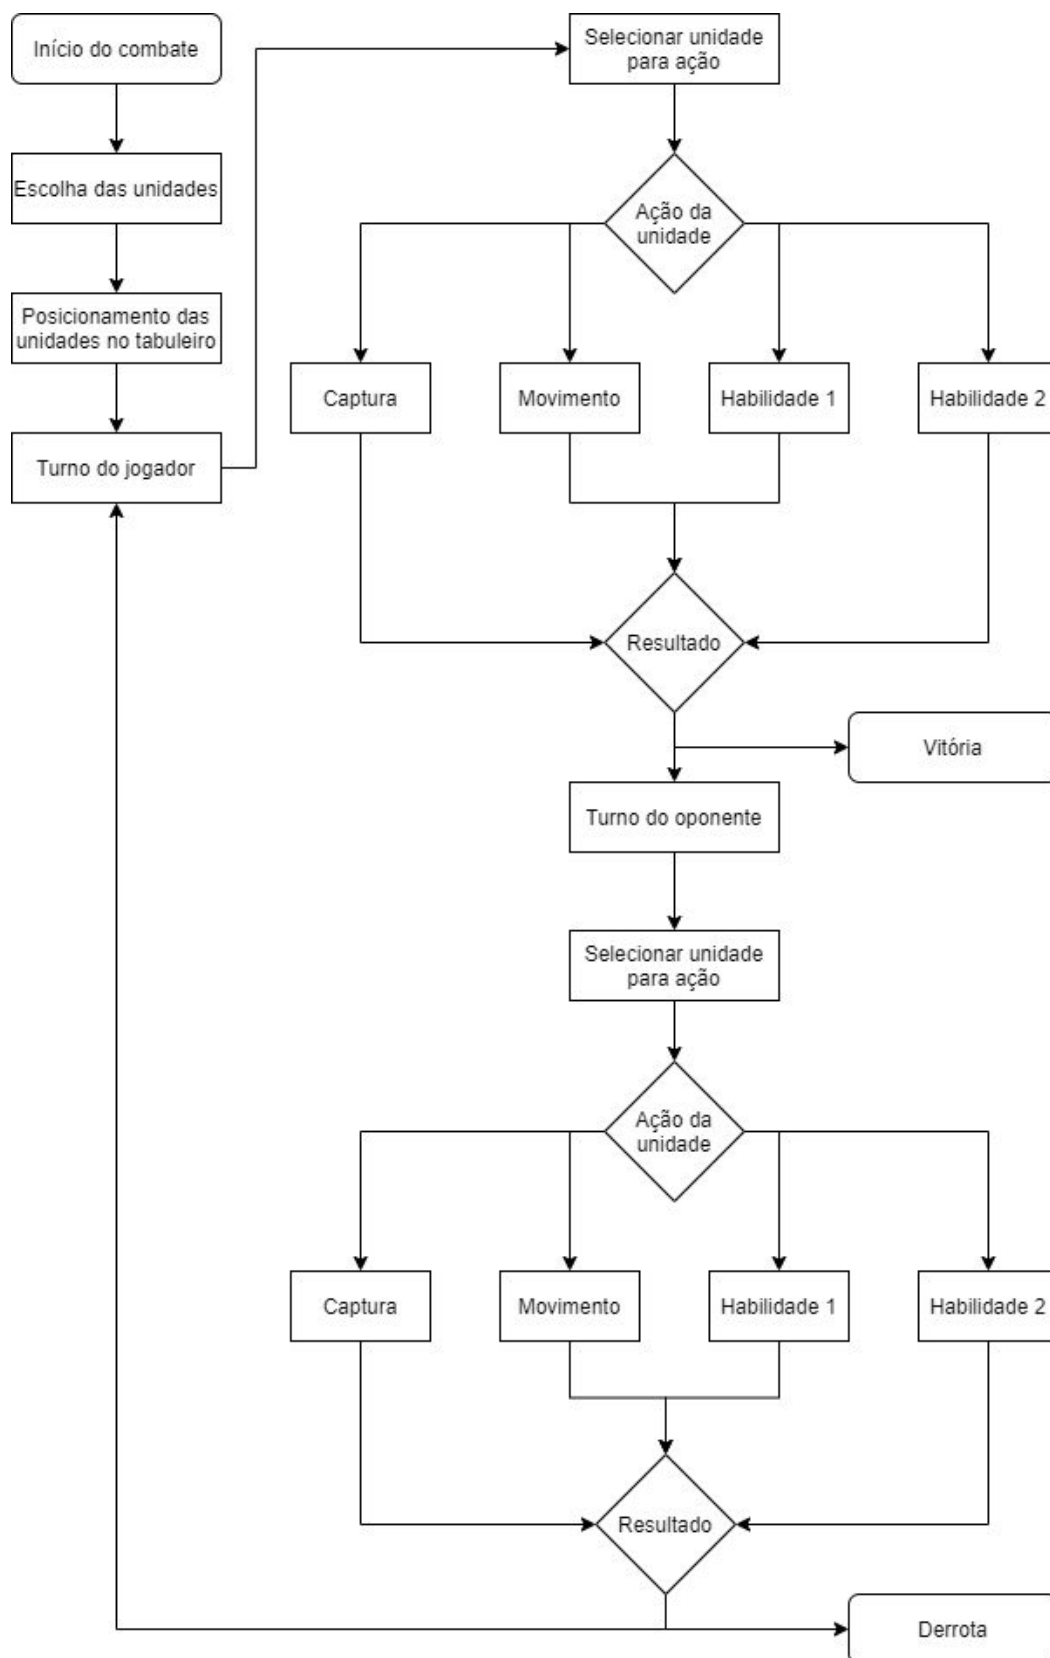 Início do combate
Escolha das unidades
Posicionamento das
unidades no tabuleiro
Turno do jogador
Selecionar unidade
para ação
Ação da
unidade
Captura
Movimento
Habilidade 1
Habilidade 2
Resultado
Vitória
Turno do oponente
Selecionar unidade
para ação
Ação da
unidade
Captura
Movimento
Habilidade 1
Habilidade 2
Resultado
Derrota